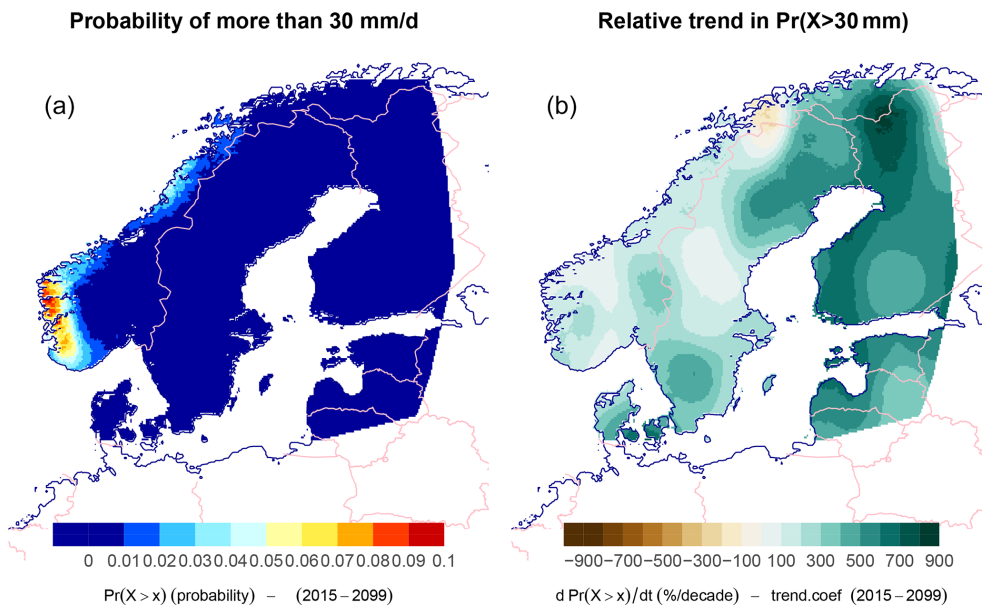 Probability of more than 30 mm/d
Relative trend in Pr(X>30 mm)
(a)
(b)
0 0.01 0.02 0.03 0.04 0.05 0.06 0.07 0.08 0.09 0.1
−900 −700 −500 −300 −100 100 300 500 700 900
Pr(X > x) (probability) − (2015 − 2099)
d Pr(X > x)/dt (%/decade) − trend.coef (2015 − 2099)